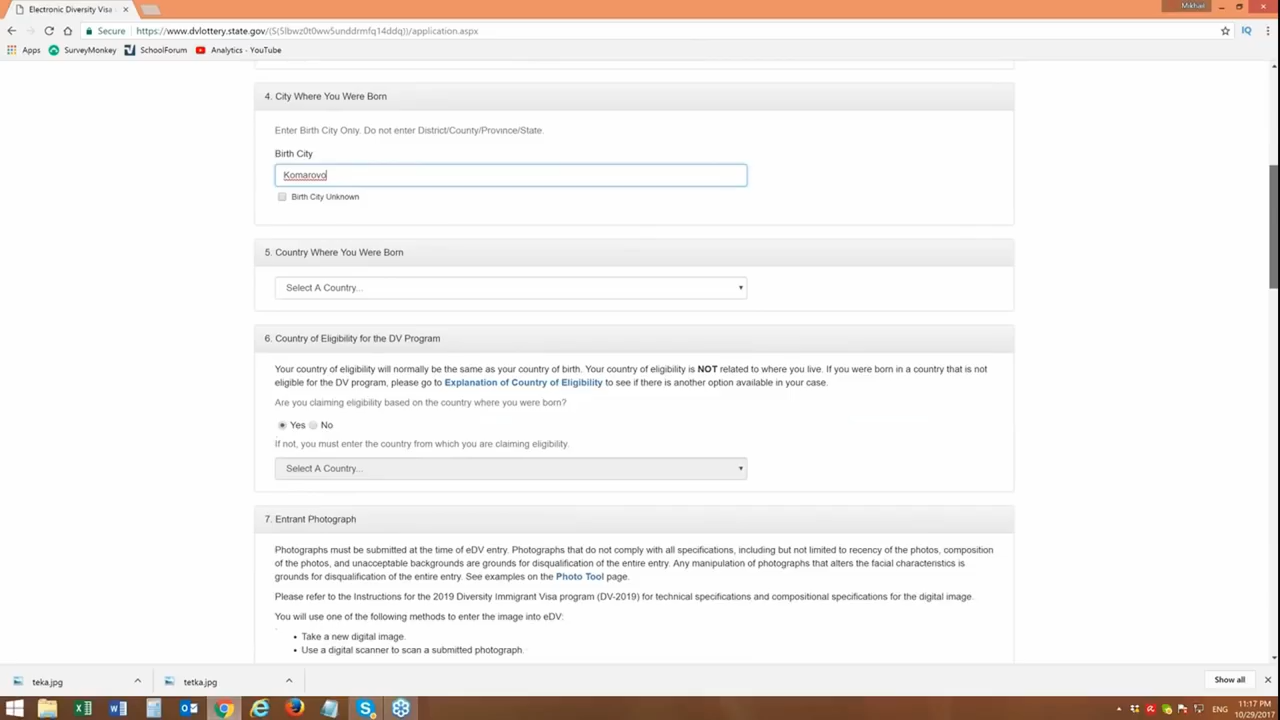 Electronic Diversity Visa
Mikhail
Secure
https://www.dvlottery.state.gov/(S(5lbwz0t0ww5unddrmfq14ddq))/application.aspx
IQ
Apps
SurveyMonkey
SchoolForum
Analytics - YouTube
4. City Where You Were Born
Enter Birth City Only. Do not enter District/County/Province/State.
Birth City
Komarovo
Birth City Unknown
5. Country Where You Were Born
Select A Country...
6. Country of Eligibility for the DV Program
Your country of eligibility will normally be the same as your country of birth. Your country of eligibility is NOT related to where you live. If you were born in a country that is not
eligible for the DV program, please go to Explanation of Country of Eligibility to see if there is another option available in your case.
Are you claiming eligibility based on the country where you were born?
Yes No
If not, you must enter the country from which you are claiming eligibility.
Select A Country...
7. Entrant Photograph
Photographs must be submitted at the time of eDV entry. Photographs that do not comply with all specifications, including but not limited to recency of the photos, composition
of the photos, and unacceptable backgrounds are grounds for disqualification of the entire entry. Any manipulation of photographs that alters the facial characteristics is
grounds for disqualification of the entire entry. See examples on the Photo Tool page.
Please refer to the Instructions for the 2019 Diversity Immigrant Visa program (DV-2019) for technical specifications and compositional specifications for the digital image.
You will use one of the following methods to enter the image into eDV:
• Take a new digital image.
• Use a digital scanner to scan a submitted photograph.
teka.jpg
tetka.jpg
Show all
ENG
11:17 PM
10/29/2017